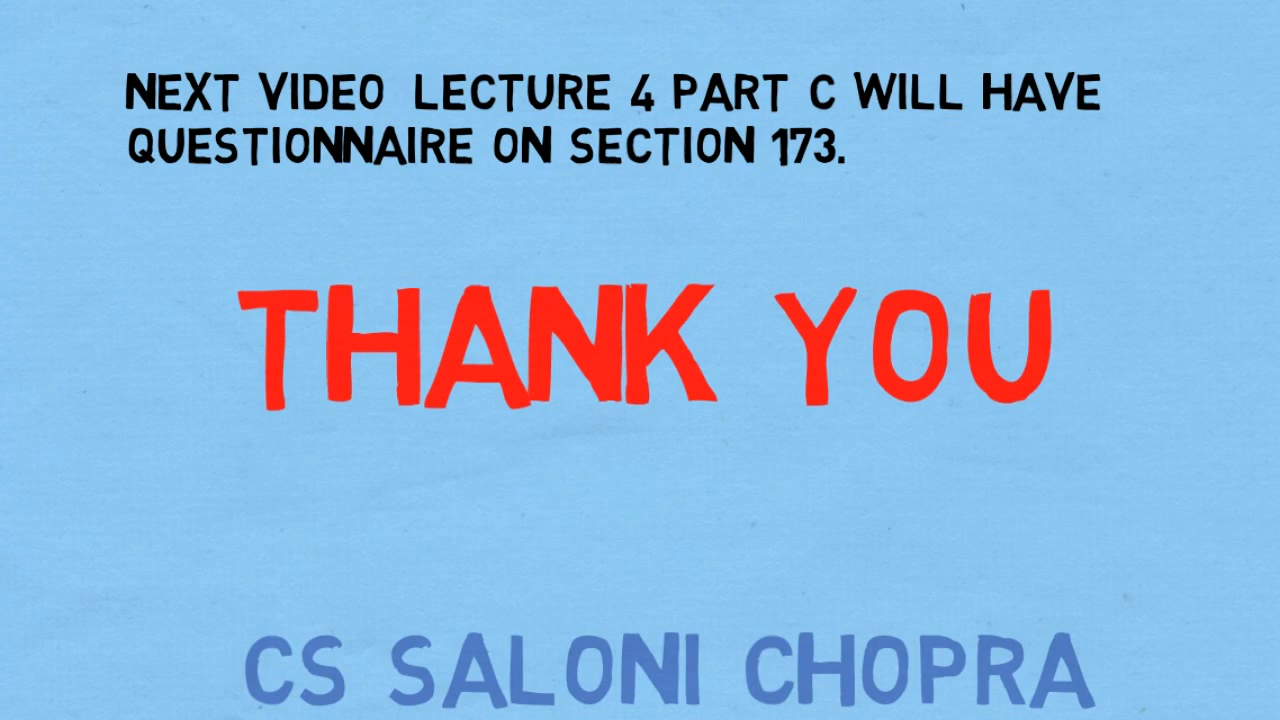 NEXT VIDEO LECTURE 4 PART C WILL HAVE
QUESTIONNAIRE ON SECTION 173.
THANK YOU
CS SALONI CHOPRA